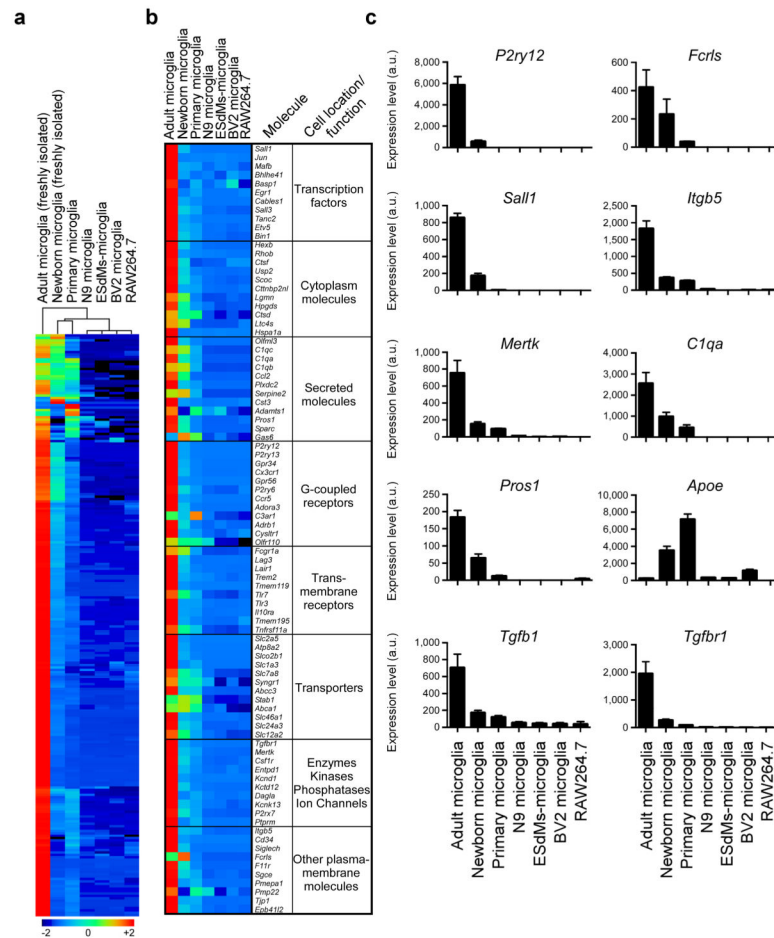 a
Adult microglia (freshly isolated)
Newborn microglia (freshly isolated)
Primary microglia
N9 microglia
ESdMs-microglia
BV2 microglia
RAW264.7
-2 0 +2
b
Adult microglia
Newborn microglia
Primary microglia
N9 microglia
ESdMs-microglia
BV2 microglia
RAW264.7
Molecule
Cell location/
function
Sall1
Jun
Mafb
Bhlhe41
Basp1
Egr1
Cables1
Sall3
Tanc2
Etv5
Bin1
Transcription
factors
Hexb
Rhob
Ctsf
Usp2
Scoc
Cttnbp2nl
Lgmn
Hpgds
Ctsd
Ltc4s
Hspa1a
Cytoplasm
molecules
Olfml3
C1qc
C1qa
C1qb
Ccl2
Plxdc2
Serpine2
Cst3
Adamts1
Pros1
Sparc
Gas6
Secreted
molecules
P2ry12
P2ry13
Gpr34
Cx3cr1
Gpr56
P2ry6
Ccr5
Adora3
C3ar1
Adrb1
Cysltr1
Olfr110
G-coupled
receptors
Fcgr1a
Lag3
Lair1
Trem2
Tmem119
Tlr7
Tlr3
Il10ra
Tmem195
Tnfrsf11a
Trans-
membrane
receptors
Slc2a5
Atp8a2
Slco2b1
Slc1a3
Slc7a8
Syngr1
Abcc3
Stab1
Abca1
Slc46a1
Slc24a3
Slc12a2
Transporters
Tgfbr1
Mertk
Csf1r
Entpd1
Kcnd1
Kctd12
Dagla
Kcnk13
P2rx7
Ptprm
Enzymes
Kinases
Phosphatases
Ion Channels
Itgb5
Cd34
Siglech
Fcrls
F11r
Sgce
Pmepa1
Pmp22
Tjp1
Epb41l2
Other plasma-
membrane
molecules
c
P2ry12
Expression level (a.u.)
8,000
6,000
4,000
2,000
0
Fcrls
600
400
200
0
Sall1
Expression level (a.u.)
1,000
800
600
400
200
0
Itgb5
2,500
2,000
1,500
1,000
500
0
Mertk
Expression level (a.u.)
1,000
800
600
400
200
0
C1qa
4,000
3,000
2,000
1,000
0
Pros1
Expression level (a.u.)
250
200
150
100
50
0
Apoe
10,000
8,000
6,000
4,000
2,000
0
Tgfb1
Expression level (a.u.)
1,000
800
600
400
200
0
Tgfbr1
3,000
2,000
1,000
0
Adult microglia
Newborn microglia
Primary microglia
N9 microglia
ESdMs-microglia
BV2 microglia
RAW264.7
Adult microglia
Newborn microglia
Primary microglia
N9 microglia
ESdMs-microglia
BV2 microglia
RAW264.7